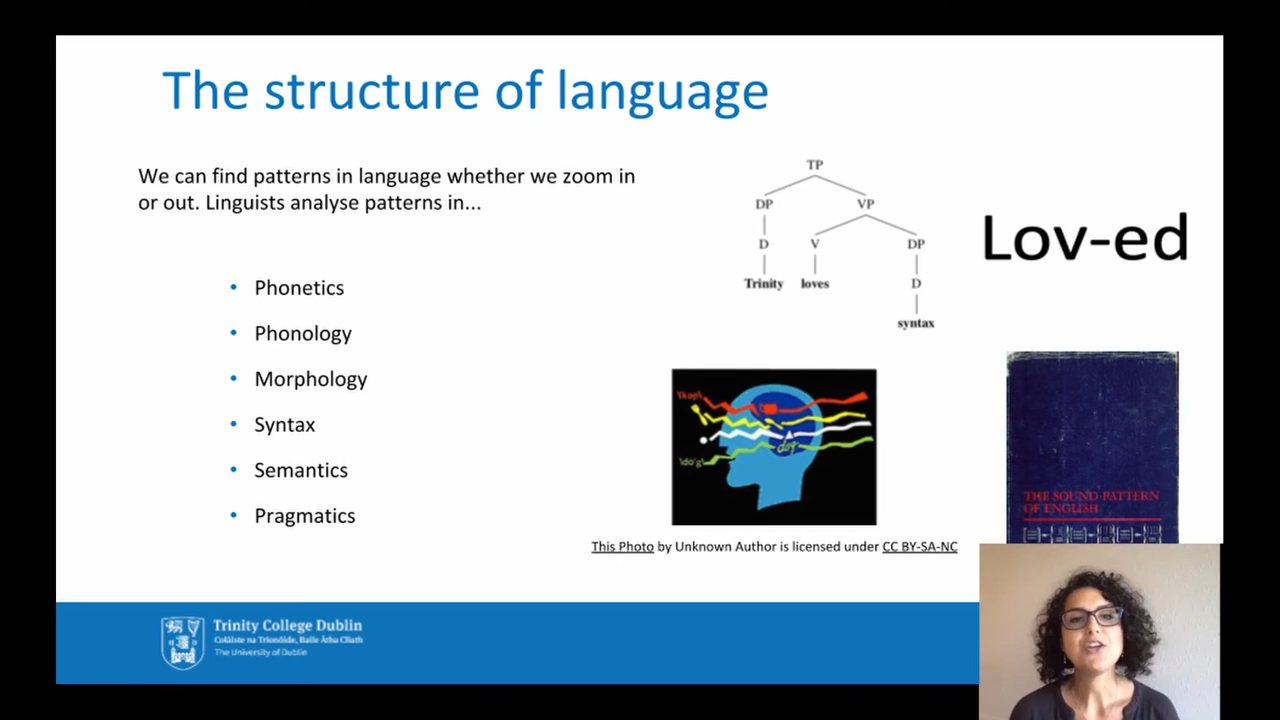 The structure of language
We can find patterns in language whether we zoom in
or out. Linguists analyse patterns in...
• Phonetics
• Phonology
• Morphology
• Syntax
• Semantics
• Pragmatics
TP
DP VP
D V DP
Trinity loves D
syntax
Lov-ed
dog
\dö'g\
This Photo by Unknown Author is licensed under CC BY-SA-NC
THE SOUND PATTERN
OF ENGLISH
Trinity College Dublin
Coláiste na Tríonóide, Baile Átha Cliath
The University of Dublin